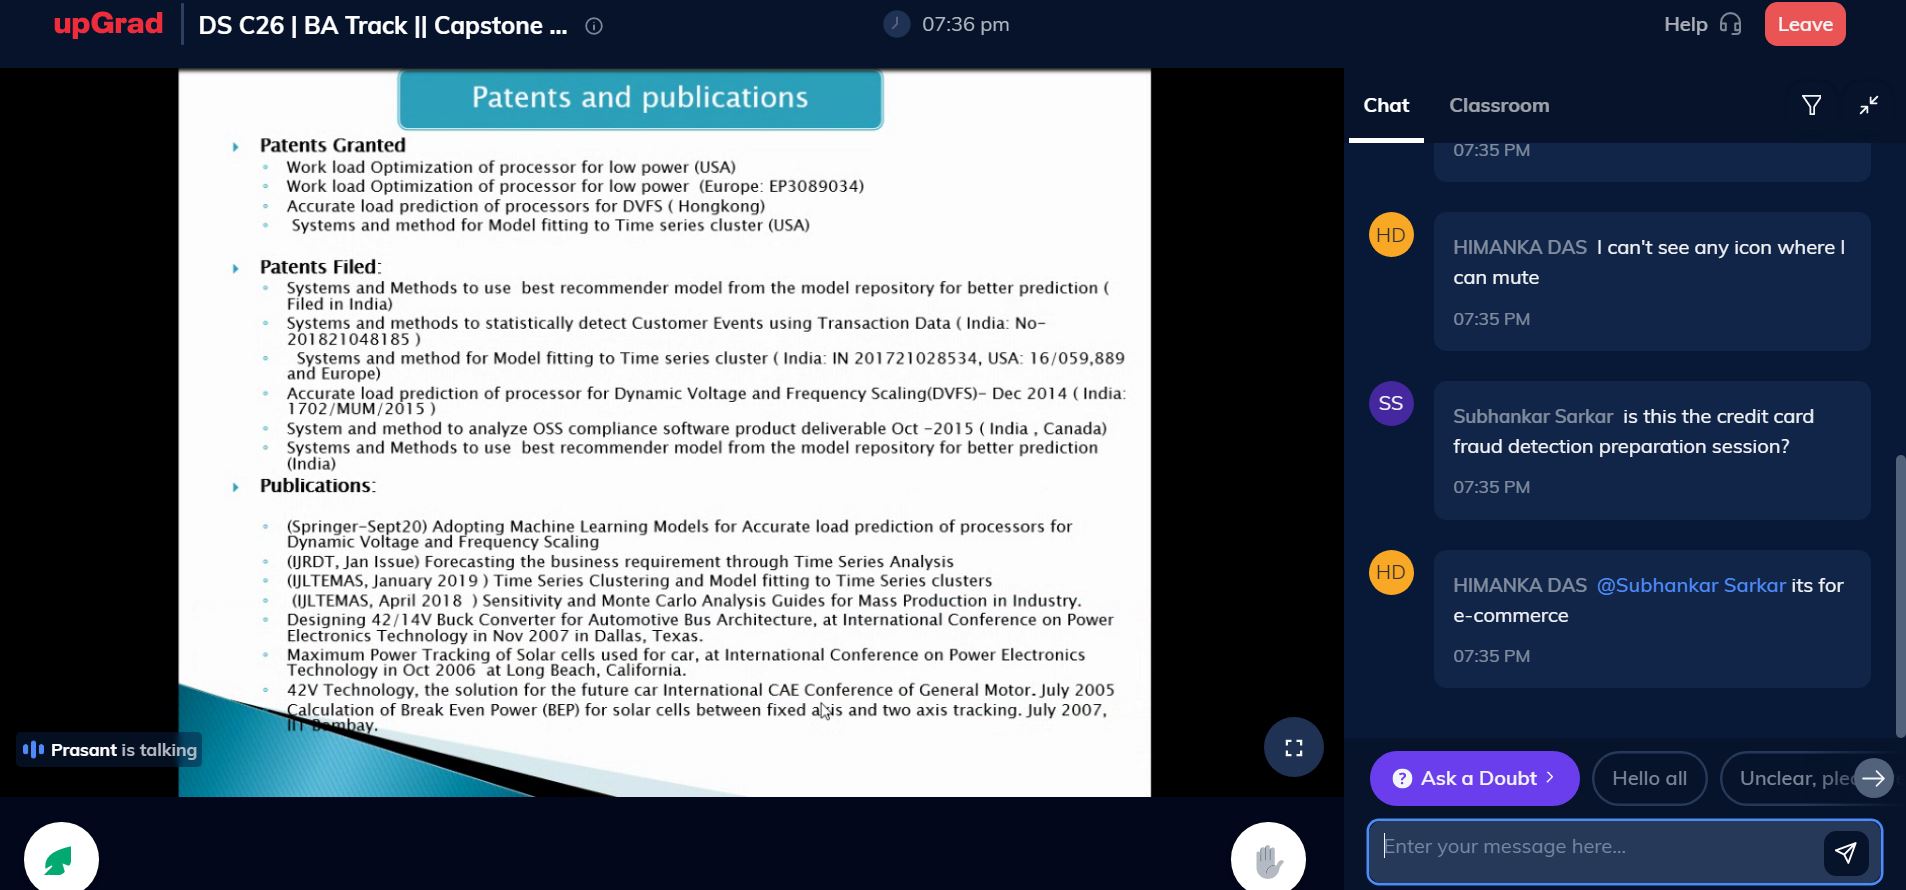 upGrad
DS C26 | BA Track || Capstone ...
07:36 pm
Help
Leave
Patents and publications
Patents Granted
Work load Optimization of processor for low power (USA)
Work load Optimization of processor for low power (Europe: EP3089034)
Accurate load prediction of processors for DVFS ( Hongkong)
Systems and method for Model fitting to Time series cluster (USA)
Patents Filed:
Systems and Methods to use best recommender model from the model repository for better prediction (
Filed in India)
Systems and methods to statistically detect Customer Events using Transaction Data ( India: No-
201821048185 )
Systems and method for Model fitting to Time series cluster ( India: IN 201721028534, USA: 16/059,889
and Europe)
Accurate load prediction of processor for Dynamic Voltage and Frequency Scaling(DVFS)- Dec 2014 ( India:
1702/MUM/2015 )
System and method to analyze OSS compliance software product deliverable Oct -2015 ( India , Canada)
Systems and Methods to use best recommender model from the model repository for better prediction
(India)
Publications:
(Springer-Sept20) Adopting Machine Learning Models for Accurate load prediction of processors for
Dynamic Voltage and Frequency Scaling
(IJRDT, Jan Issue) Forecasting the business requirement through Time Series Analysis
(IJLTEMAS, January 2019 ) Time Series Clustering and Model fitting to Time Series clusters
(IJLTEMAS, April 2018 ) Sensitivity and Monte Carlo Analysis Guides for Mass Production in Industry.
Designing 42/14V Buck Converter for Automotive Bus Architecture, at International Conference on Power
Electronics Technology in Nov 2007 in Dallas, Texas.
Maximum Power Tracking of Solar cells used for car, at International Conference on Power Electronics
Technology in Oct 2006 at Long Beach, California.
42V Technology, the solution for the future car International CAE Conference of General Motor. July 2005
Calculation of Break Even Power (BEP) for solar cells between fixed axis and two axis tracking. July 2007,
IIT Bombay.
Prasant is talking
Chat
Classroom
07:35 PM
HD
HIMANKA DAS I can't see any icon where I
can mute
07:35 PM
SS
Subhankar Sarkar is this the credit card
fraud detection preparation session?
07:35 PM
HD
HIMANKA DAS @Subhankar Sarkar its for
e-commerce
07:35 PM
Ask a Doubt
Hello all
Unclear,
Enter your message here...